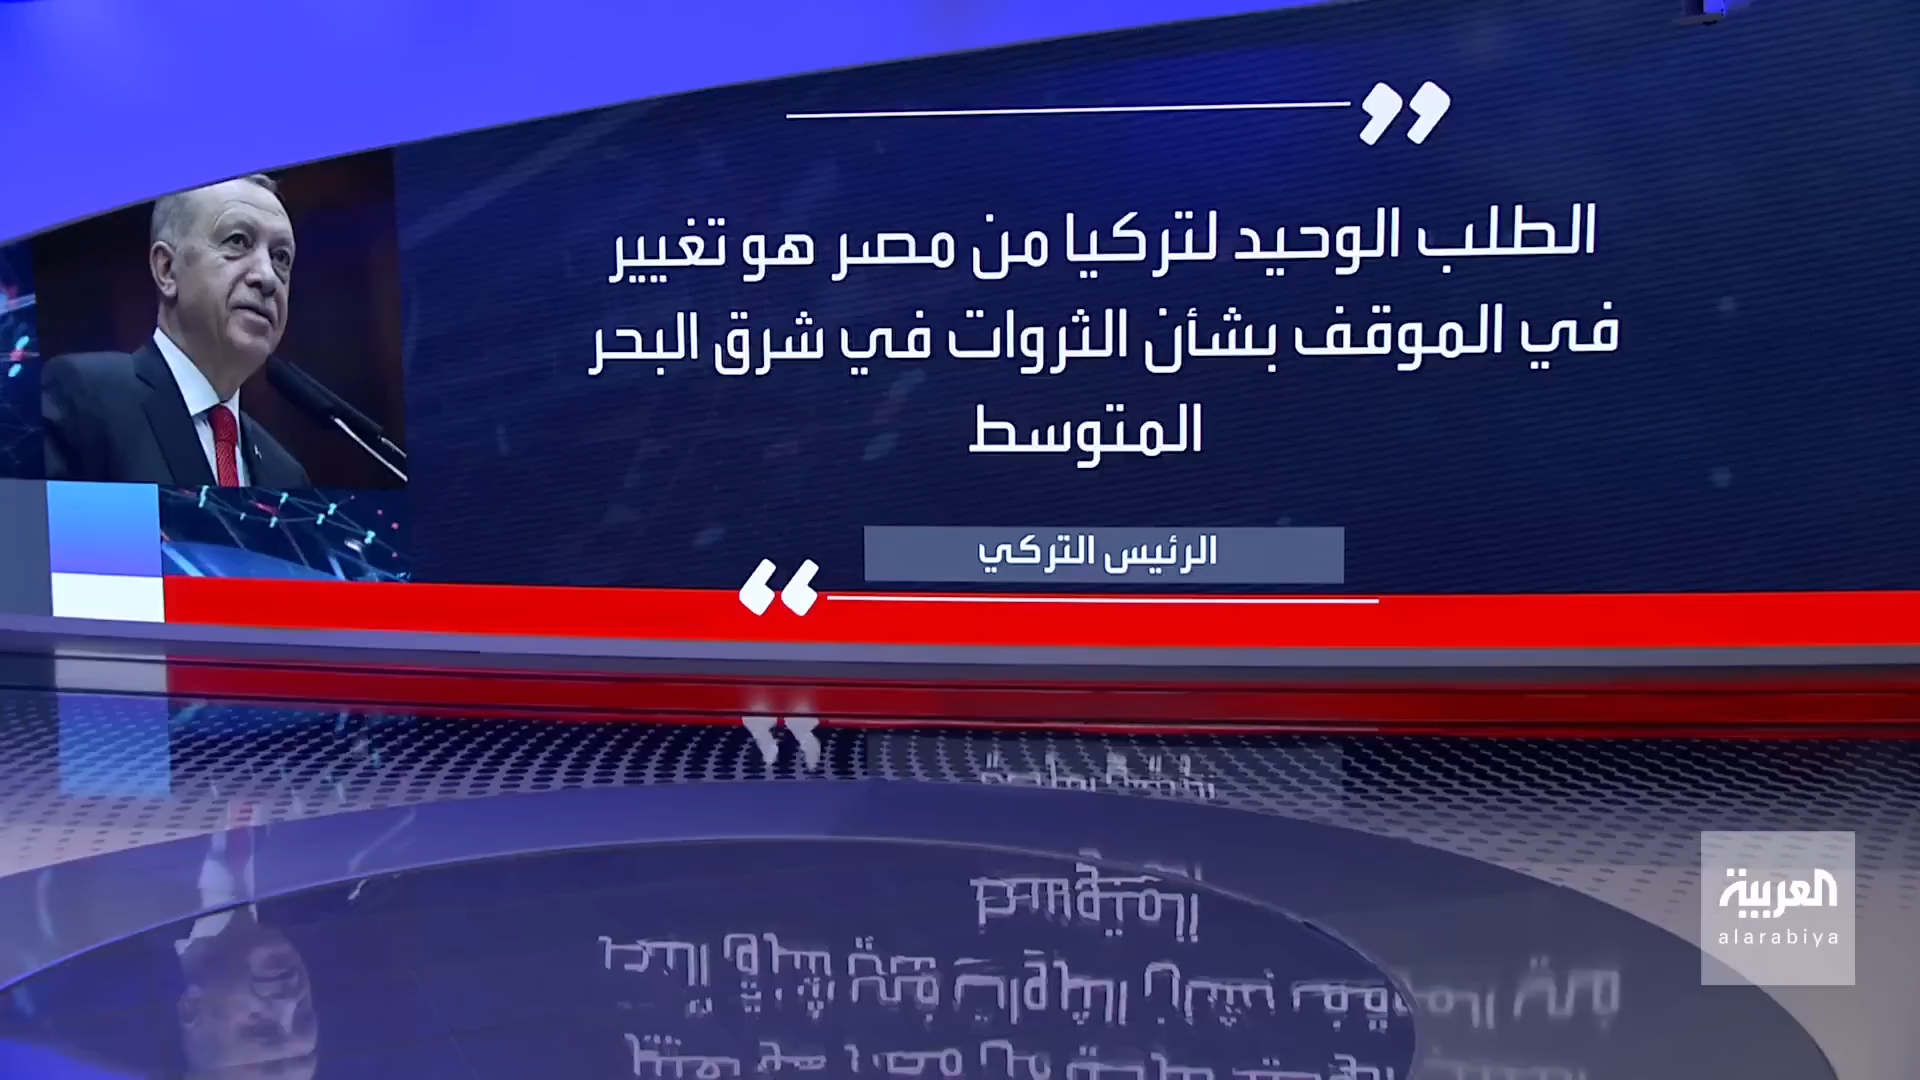 الطلب الوحيد لتركيا من مصر هو تغيير
في الموقف بشأن الثروات في شرق البحر
المتوسط
الرئيس التركي
العربية
alarabiya